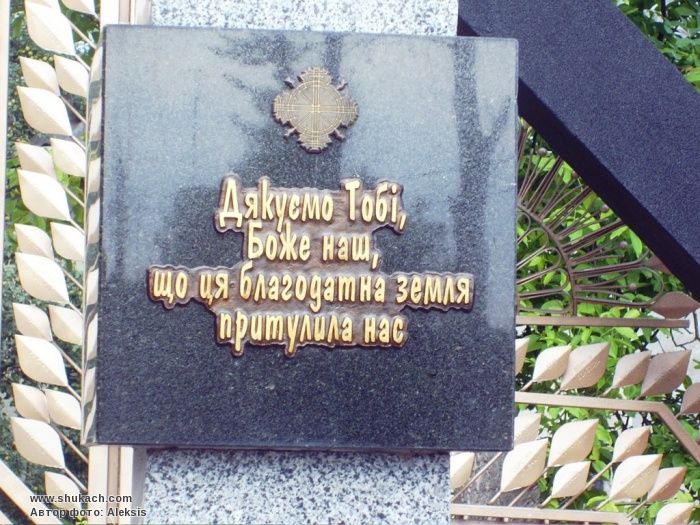 Дякуємо Тобі,
Боже наш,
що ця благодатна земля
притулила нас
www.shukach.com
Автор фото: Aleksis